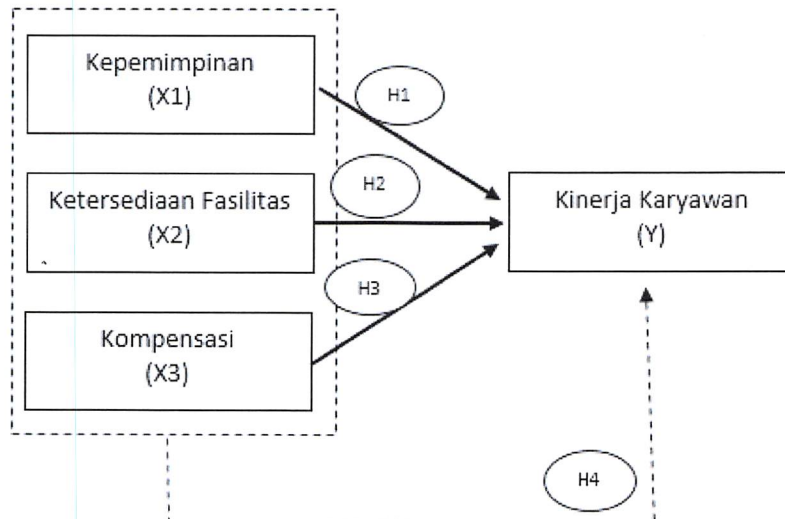 Kepemimpinan
(X1)
H1
Ketersediaan Fasilitas
(X2)
H2
Kinerja Karyawan
(Y)
H3
Kompensasi
(X3)
H4